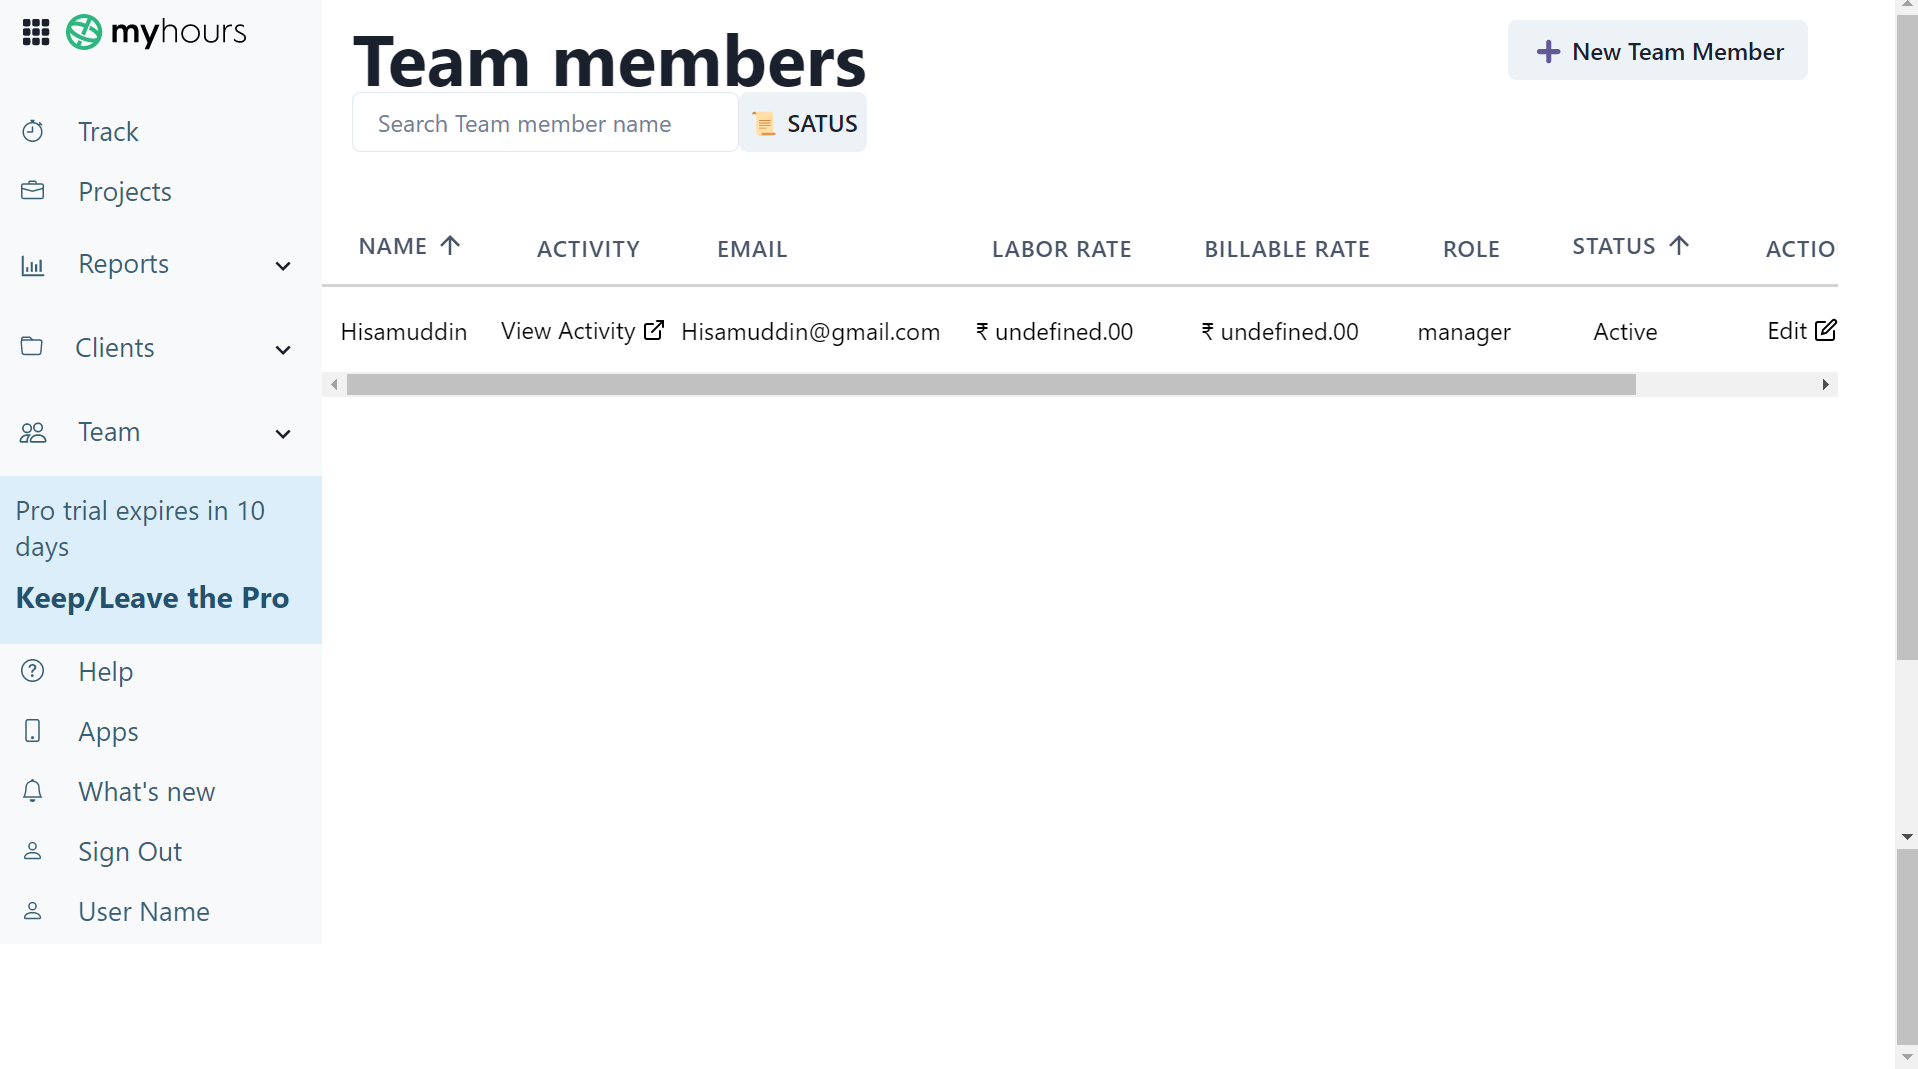 myhours
Track
Projects
Reports
Clients
Team
Pro trial expires in 10
days
Keep/Leave the Pro
Help
Apps
What's new
Sign Out
User Name
Team members
New Team Member
Search Team member name
SATUS
NAME ACTIVITY EMAIL LABOR RATE BILLABLE RATE ROLE STATUS ACTIO
Hisamuddin View Activity Hisamuddin@gmail.com ₹ undefined.00 ₹ undefined.00 manager Active Edit